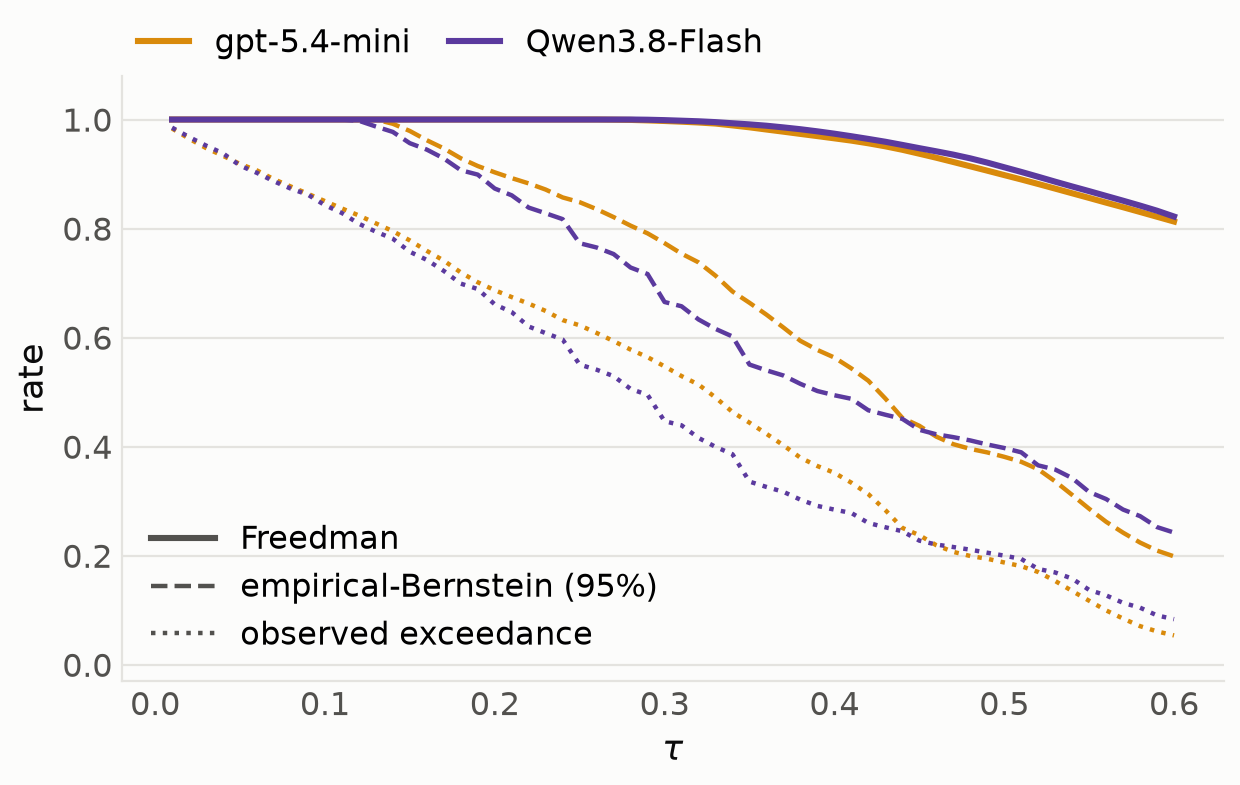 gpt-5.4-mini Qwen3.8-Flash
1.0
0.8
0.6
0.4
0.2
0.0
rate
Freedman
empirical-Bernstein (95%)
observed exceedance
0.0 0.1 0.2 0.3 0.4 0.5 0.6
τ